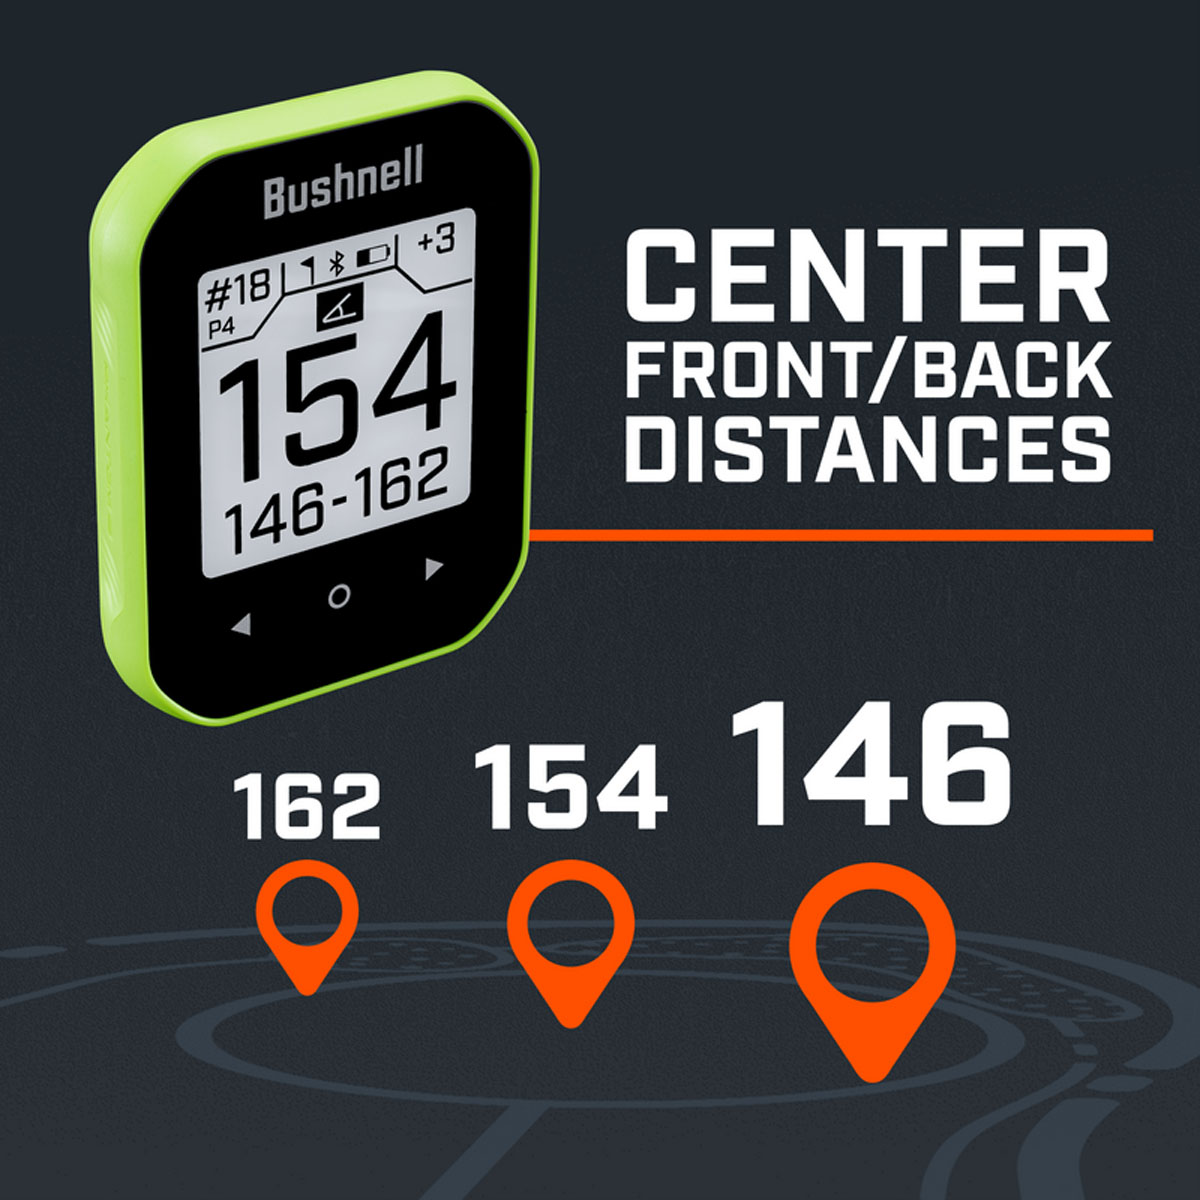 Bushnell
#18 +3
P4
154
146-162
CENTER
FRONT/BACK
DISTANCES
162 154 146